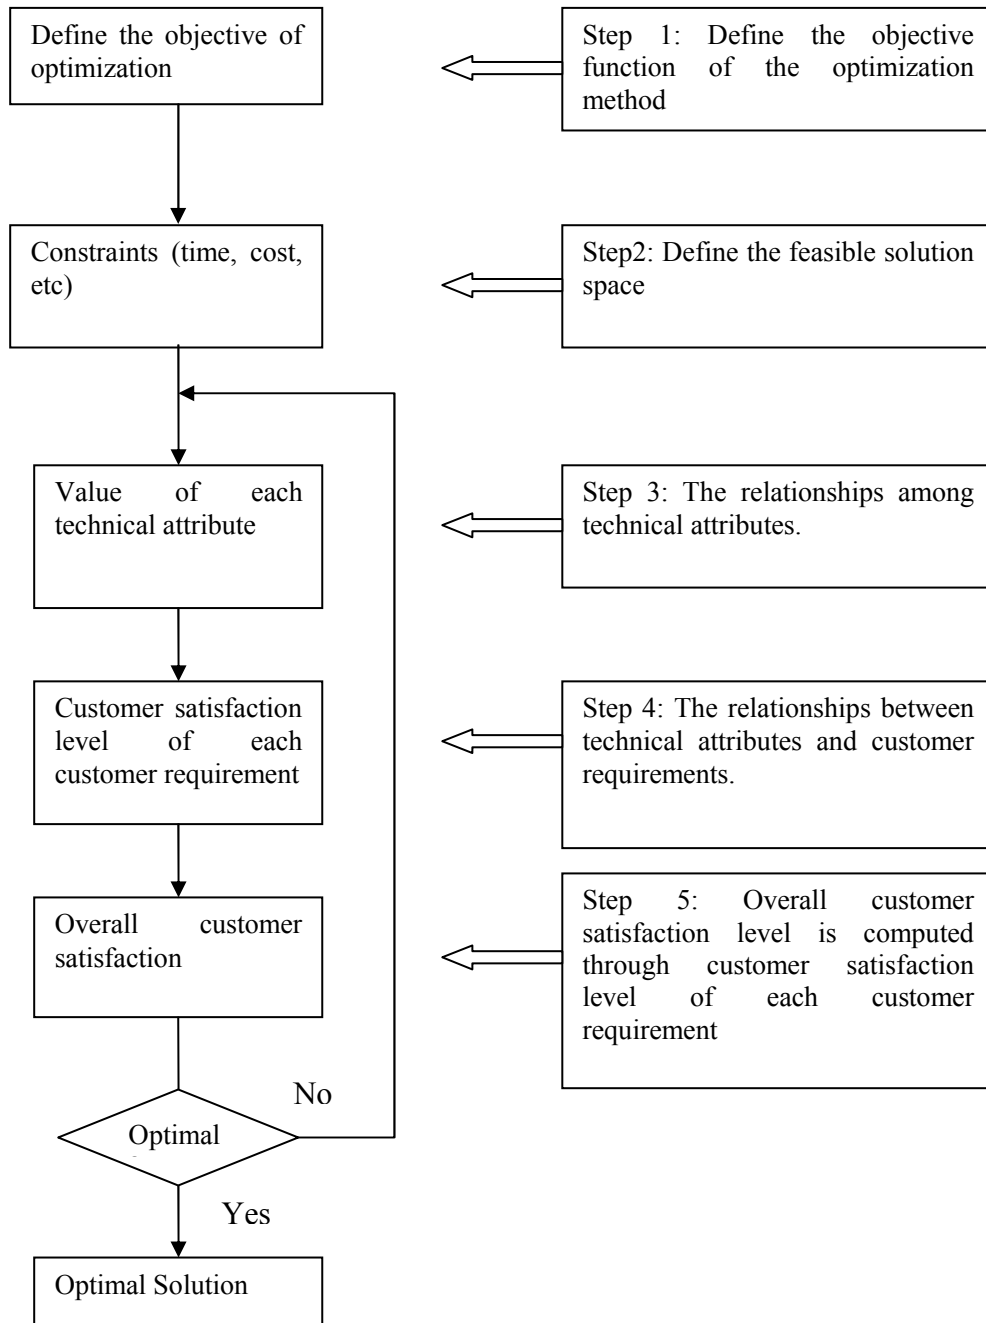 Define the objective of
optimization
Step 1: Define the objective
function of the optimization
method
Constraints (time, cost,
etc)
Step2: Define the feasible solution
space
Value of each
technical attribute
Step 3: The relationships among
technical attributes.
Customer satisfaction
level of each
customer requirement
Step 4: The relationships between
technical attributes and customer
requirements.
Overall customer
satisfaction
Step 5: Overall customer
satisfaction level is computed
through customer satisfaction
level of each customer
requirement
No
Optimal
Yes
Optimal Solution